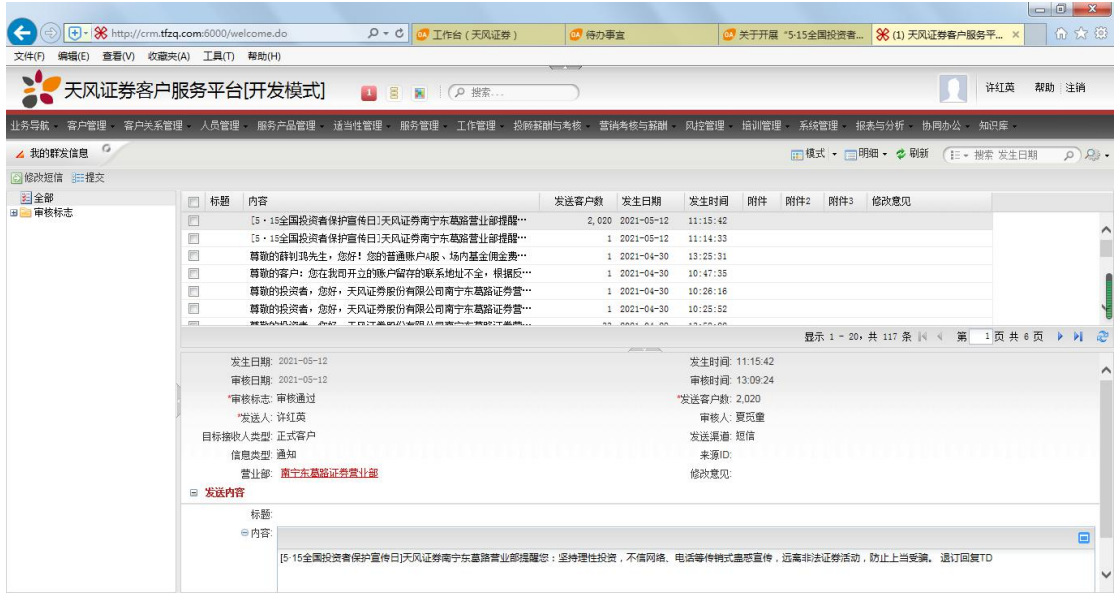 http://crm.tfzq.com:6000/welcome.do
工作台（天风证券）
待办事宜
关于开展 "5·15全国投资者...
(1) 天风证券客户服务平...
文件(F) 编辑(E) 查看(V) 收藏夹(A) 工具(T) 帮助(H)
天风证券客户服务平台[开发模式]
1
搜索...
许红英 帮助 注销
业务导航 客户管理 客户关系管理 人员管理 服务产品管理 适当性管理 服务管理 工作管理 投顾薪酬与考核 营销考核与薪酬 风控管理 培训管理 系统管理 报表与分析 协同办公 知识库
我的群发信息
模式 明细 刷新 搜索 发生日期
修改短信 提交
全部
审核标志
标题 内容 发送客户数 发生日期 发生时间 附件 附件2 附件3 修改意见
[5·15全国投资者保护宣传日]天风证券南宁东葛路营业部提醒… 2,020 2021-05-12 11:15:42
[5·15全国投资者保护宣传日]天风证券南宁东葛路营业部提醒… 1 2021-05-12 11:14:33
尊敬的薛钊鸿先生，您好！您的普通账户A股、场内基金佣金费… 1 2021-04-30 13:25:31
尊敬的客户：您在我司开立的账户留存的联系地址不全，根据反… 1 2021-04-30 10:47:35
尊敬的投资者，您好，天风证券股份有限公司南宁东葛路证券营… 1 2021-04-30 10:26:16
尊敬的投资者，您好，天风证券股份有限公司南宁东葛路证券营… 1 2021-04-30 10:25:52
显示 1 - 20，共 117 条 第 1 页 共 6 页
发生日期: 2021-05-12 发生时间: 11:15:42
审核日期: 2021-05-12 审核时间: 13:09:24
*审核标志: 审核通过 *发送客户数: 2,020
*发送人: 许红英 审核人: 夏觅童
目标接收人类型: 正式客户 发送渠道: 短信
信息类型: 通知 来源ID:
营业部: 南宁东葛路证券营业部 修改意见:
发送内容
标题:
内容:
[5·15全国投资者保护宣传日]天风证券南宁东葛路营业部提醒您：坚持理性投资，不信网络、电话等传销式蛊惑宣传，远离非法证券活动，防止上当受骗。 退订回复TD